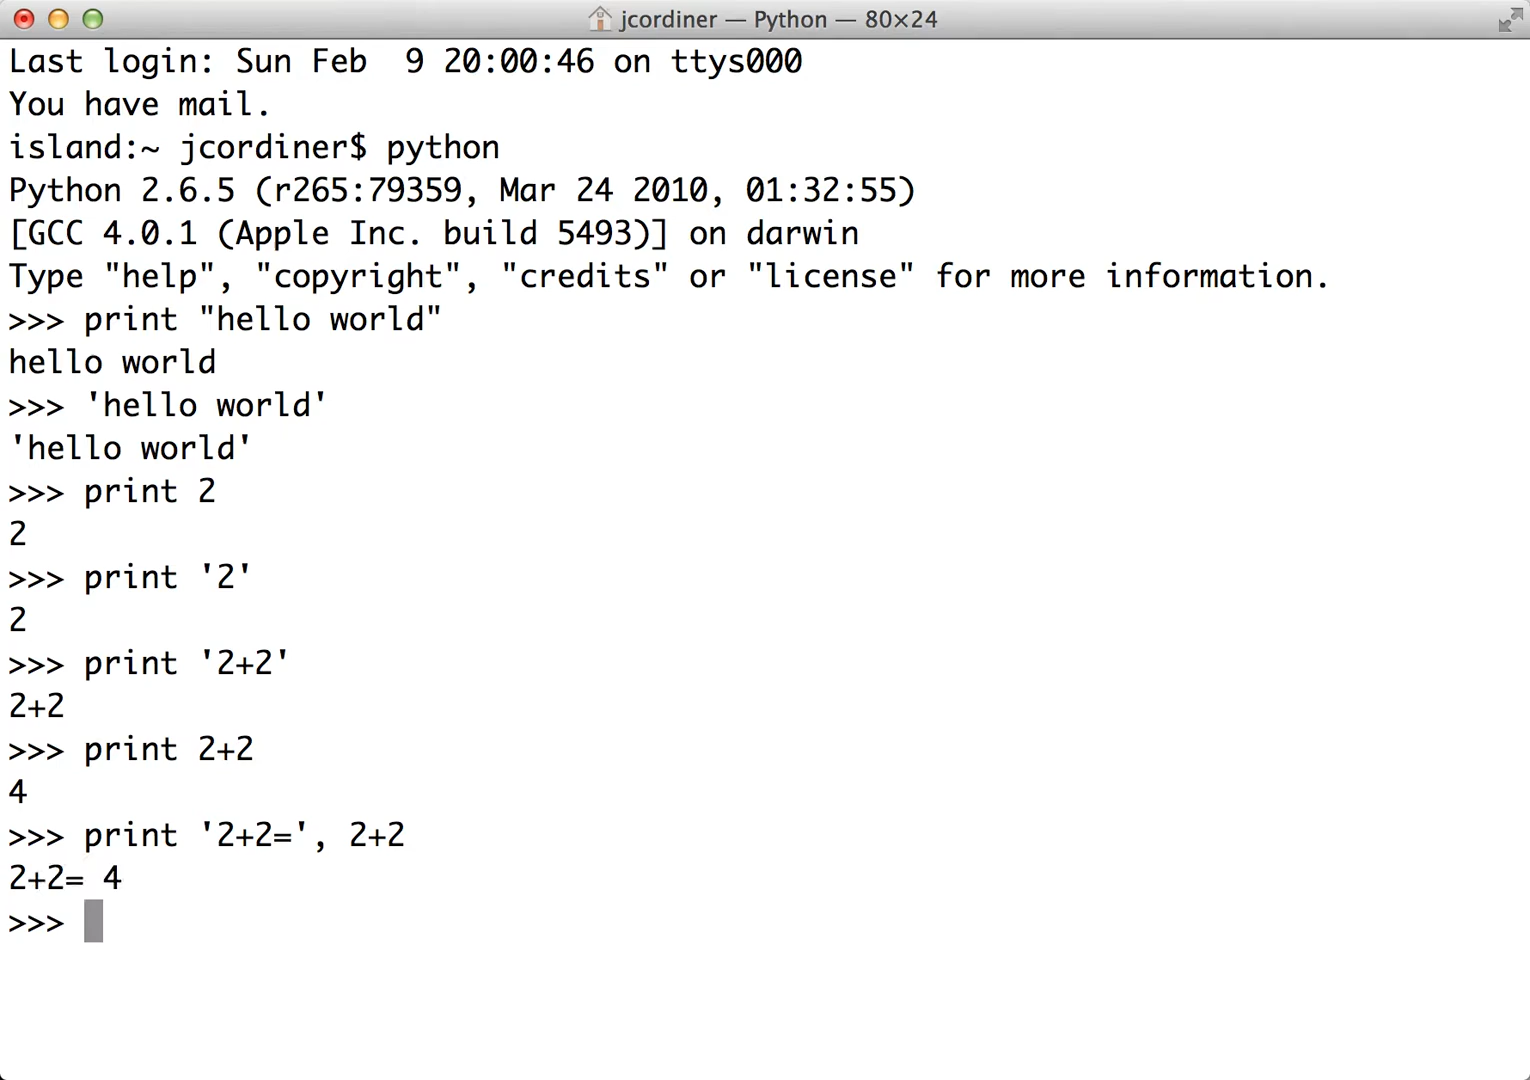 jcordiner — Python — 80×24
Last login: Sun Feb  9 20:00:46 on ttys000
You have mail.
island:~ jcordiner$ python
Python 2.6.5 (r265:79359, Mar 24 2010, 01:32:55)
[GCC 4.0.1 (Apple Inc. build 5493)] on darwin
Type "help", "copyright", "credits" or "license" for more information.
>>> print "hello world"
hello world
>>> 'hello world'
'hello world'
>>> print 2
2
>>> print '2'
2
>>> print '2+2'
2+2
>>> print 2+2
4
>>> print '2+2=', 2+2
2+2= 4
>>>